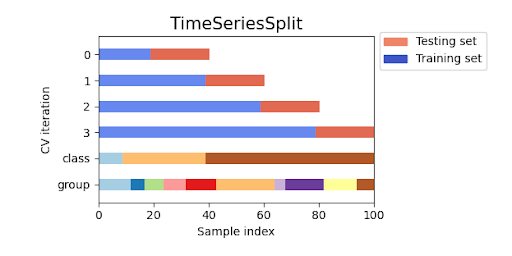 TimeSeriesSplit
Testing set
Training set
CV iteration
0
1
2
3
class
group
0 20 40 60 80 100
Sample index